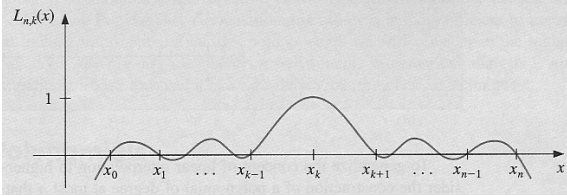 L_{n,k}(x)
1
x_0 x_1 . . . x_{k-1} x_k x_{k+1} . . . x_{n-1} x_n x